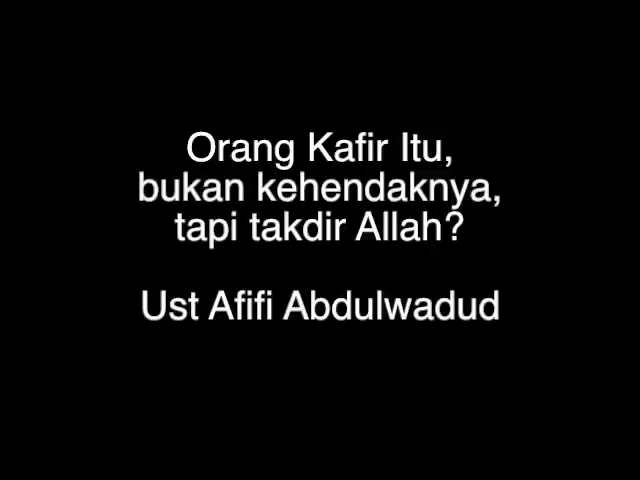 Orang Kafir Itu,
bukan kehendaknya,
tapi takdir Allah?
Ust Afifi Abdulwadud